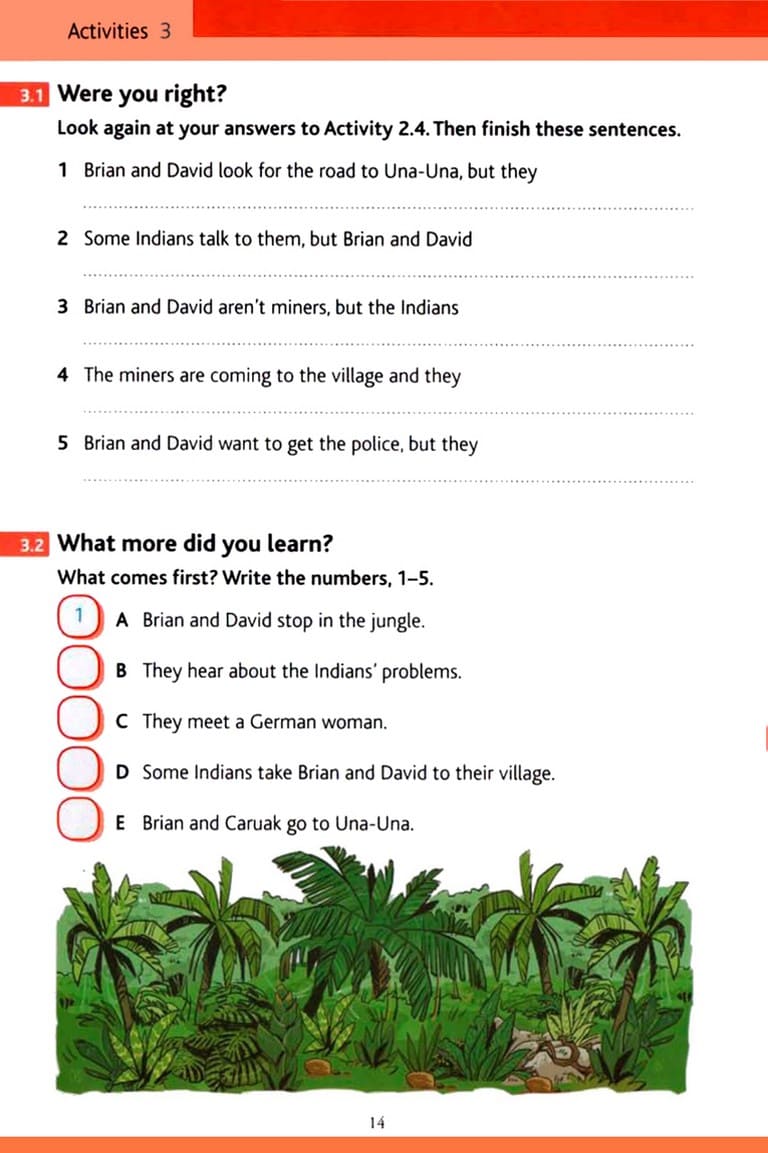 Activities 3
3.1 Were you right?
Look again at your answers to Activity 2.4. Then finish these sentences.
1 Brian and David look for the road to Una-Una, but they
2 Some Indians talk to them, but Brian and David
3 Brian and David aren't miners, but the Indians
4 The miners are coming to the village and they
5 Brian and David want to get the police, but they
3.2 What more did you learn?
What comes first? Write the numbers, 1–5.
1 A Brian and David stop in the jungle.
B They hear about the Indians' problems.
C They meet a German woman.
D Some Indians take Brian and David to their village.
E Brian and Caruak go to Una-Una.
14